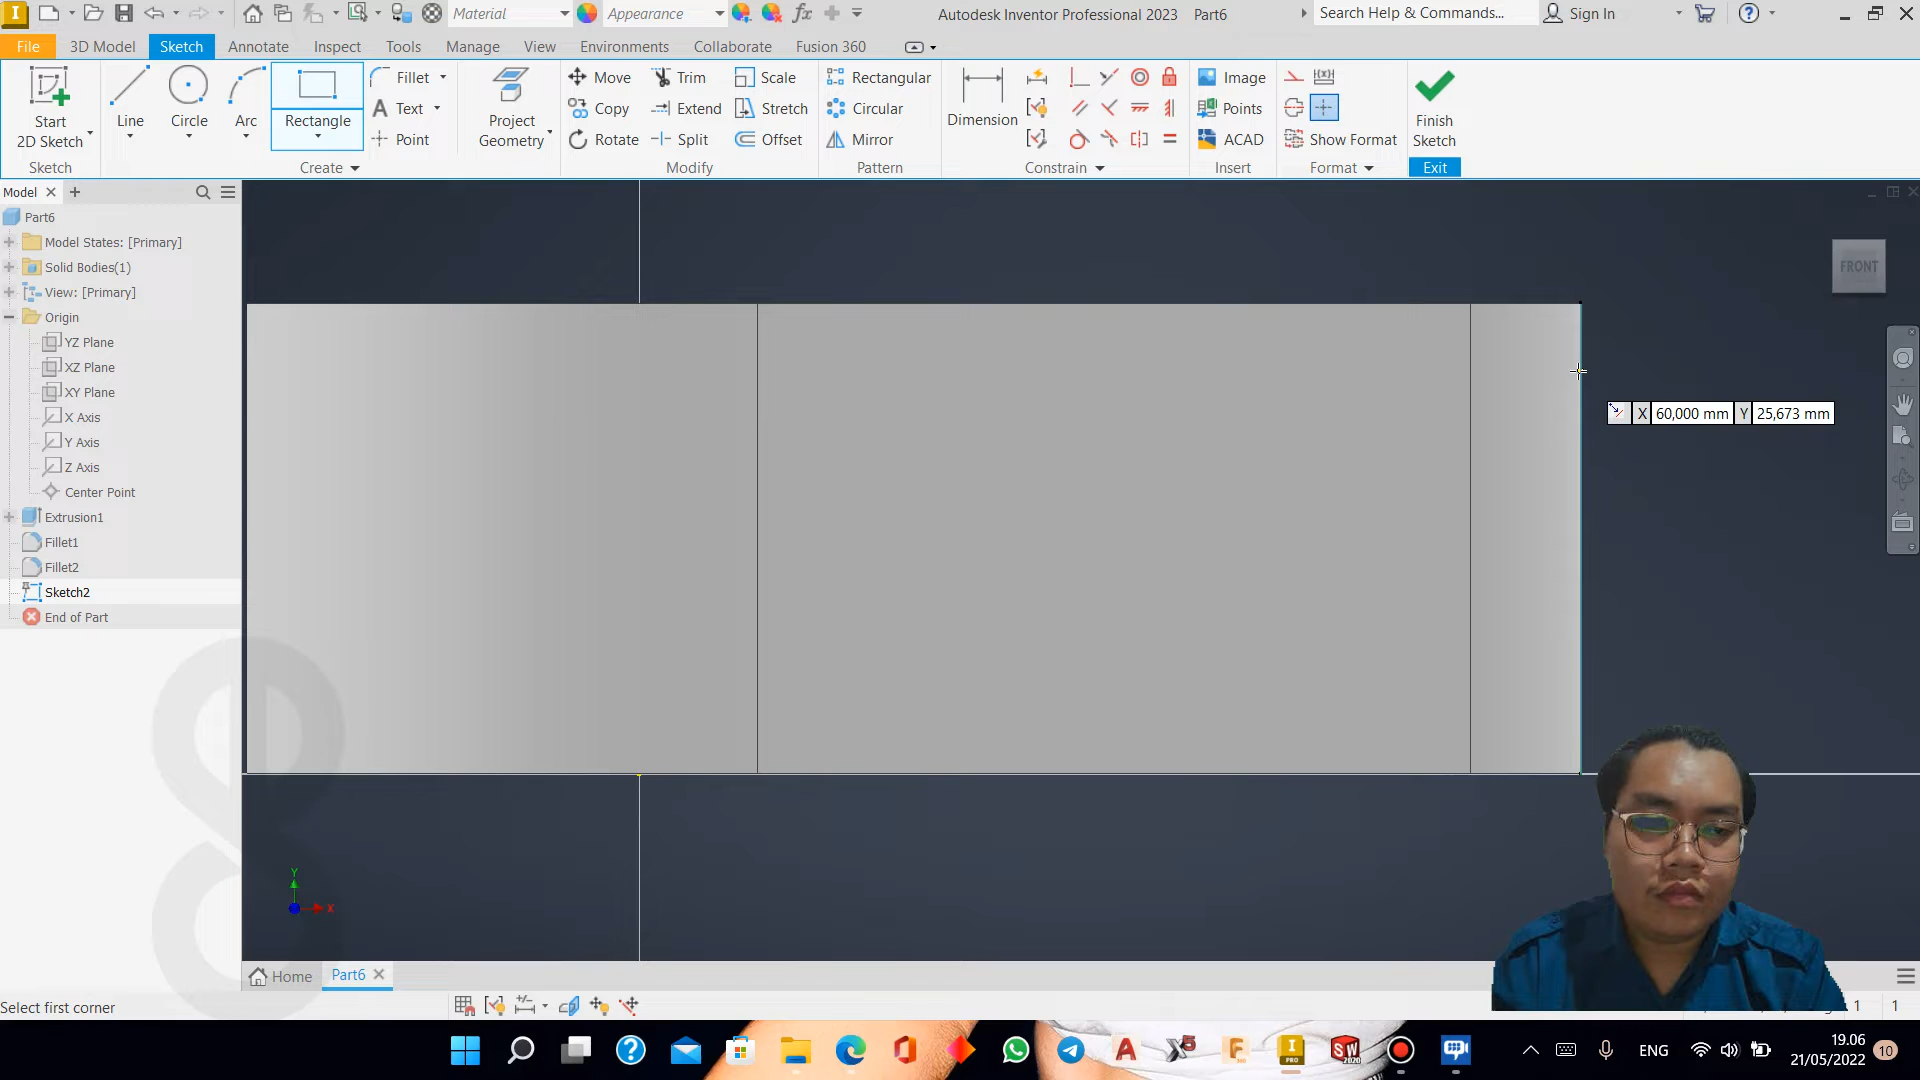 Material
Appearance
Autodesk Inventor Professional 2023 Part6
Search Help & Commands...
Sign In
File
3D Model
Sketch
Annotate
Inspect
Tools
Manage
View
Environments
Collaborate
Fusion 360
Start
2D Sketch
Line
Circle
Arc
Rectangle
Fillet
Text
Point
Project
Geometry
Move
Copy
Rotate
Trim
Extend
Split
Scale
Stretch
Offset
Rectangular
Circular
Mirror
Dimension
Image
Points
ACAD
Show Format
Finish
Sketch
Sketch
Create
Modify
Pattern
Constrain
Insert
Format
Exit
Model
Part6
Model States: [Primary]
Solid Bodies(1)
View: [Primary]
Origin
YZ Plane
XZ Plane
XY Plane
X Axis
Y Axis
Z Axis
Center Point
Extrusion1
Fillet1
Fillet2
Sketch2
End of Part
FRONT
X 60,000 mm Y 25,673 mm
Y
X
Home
Part6
Select first corner
1 1
ENG
19.06
21/05/2022
10